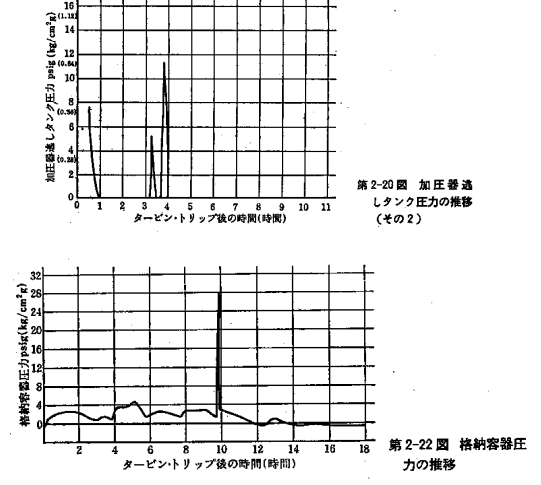 16
(1.12)
14
12
(0.84)
10
8
(0.56)
6
4
(0.28)
2
0
加圧器逃しタンク圧力 psig (kg/cm²g)
0 1 2 3 4 5 6 7 8 9 10 11
タービン・トリップ後の時間(時間)
第2-20図 加圧器逃
しタンク圧力の推移
(その2)
32
28
24
20
16
12
8
4
0
格納容器圧力psig(kg/cm²g)
2 4 6 8 10 12 14 16 18
タービン・トリップ後の時間(時間)
第2-22図 格納容器圧
力の推移